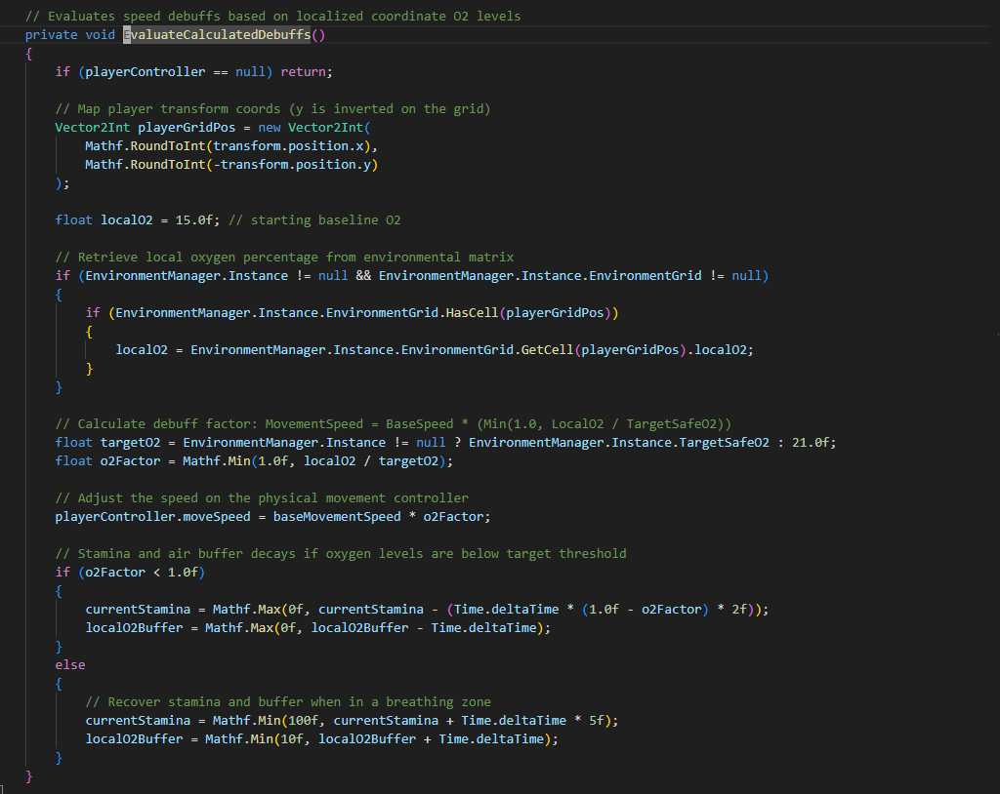 // Evaluates speed debuffs based on localized coordinate O2 levels
private void EvaluateCalculatedDebuffs()
{
    if (playerController == null) return;

    // Map player transform coords (y is inverted on the grid)
    Vector2Int playerGridPos = new Vector2Int(
        Mathf.RoundToInt(transform.position.x),
        Mathf.RoundToInt(-transform.position.y)
    );

    float localO2 = 15.0f; // starting baseline O2

    // Retrieve local oxygen percentage from environmental matrix
    if (EnvironmentManager.Instance != null && EnvironmentManager.Instance.EnvironmentGrid != null)
    {
        if (EnvironmentManager.Instance.EnvironmentGrid.HasCell(playerGridPos))
        {
            localO2 = EnvironmentManager.Instance.EnvironmentGrid.GetCell(playerGridPos).localO2;
        }
    }

    // Calculate debuff factor: MovementSpeed = BaseSpeed * (Min(1.0, LocalO2 / TargetSafeO2))
    float targetO2 = EnvironmentManager.Instance != null ? EnvironmentManager.Instance.TargetSafeO2 : 21.0f;
    float o2Factor = Mathf.Min(1.0f, localO2 / targetO2);

    // Adjust the speed on the physical movement controller
    playerController.moveSpeed = baseMovementSpeed * o2Factor;

    // Stamina and air buffer decays if oxygen levels are below target threshold
    if (o2Factor < 1.0f)
    {
        currentStamina = Mathf.Max(0f, currentStamina - (Time.deltaTime * (1.0f - o2Factor) * 2f));
        localO2Buffer = Mathf.Max(0f, localO2Buffer - Time.deltaTime);
    }
    else
    {
        // Recover stamina and buffer when in a breathing zone
        currentStamina = Mathf.Min(100f, currentStamina + Time.deltaTime * 5f);
        localO2Buffer = Mathf.Min(10f, localO2Buffer + Time.deltaTime);
    }
}